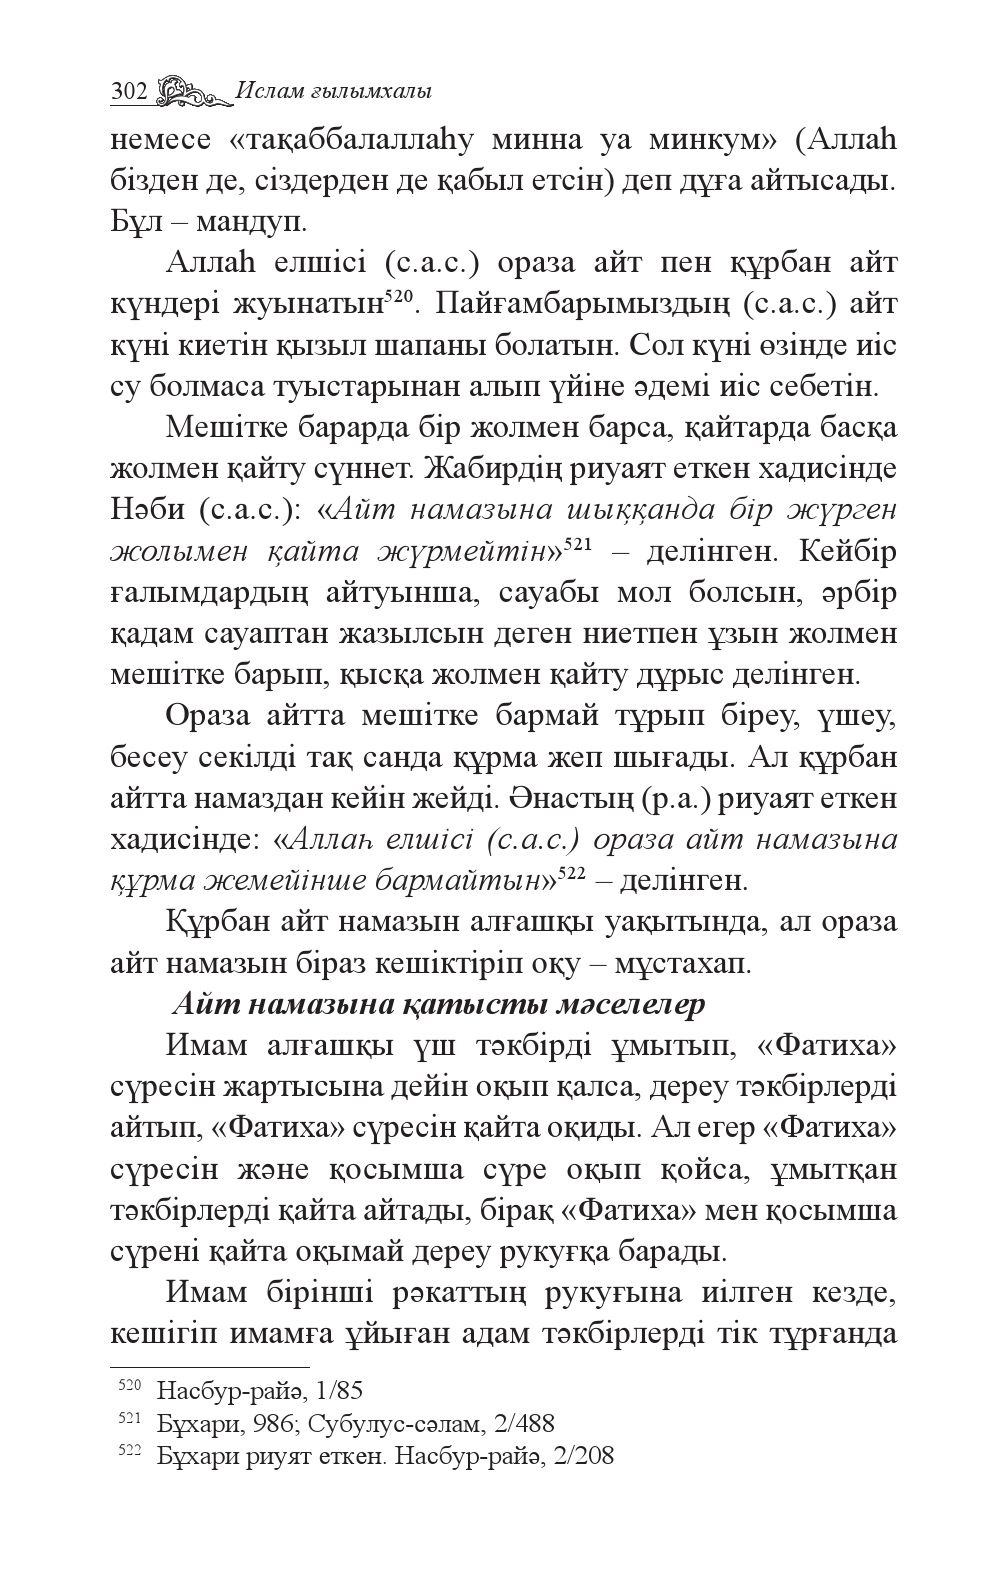 302 Ислам ғылымхалы
немесе «тақаббалаллаһу минна уа минкум» (Аллаһ
бізден де, сіздерден де қабыл етсін) деп дұға айтысады.
Бұл – мандуп.
Аллаһ елшісі (с.а.с.) ораза айт пен құрбан айт
күндері жуынатын⁵²⁰. Пайғамбарымыздың (с.а.с.) айт
күні киетін қызыл шапаны болатын. Сол күні өзінде иіс
су болмаса туыстарынан алып үйіне әдемі иіс себетін.
Мешітке барарда бір жолмен барса, қайтарда басқа
жолмен қайту сүннет. Жабирдің риуаят еткен хадисінде
Нәби (с.а.с.): «Айт намазына шыққанда бір жүрген
жолымен қайта жүрмейтін»⁵²¹ – делінген. Кейбір
ғалымдардың айтуынша, сауабы мол болсын, әрбір
қадам сауаптан жазылсын деген ниетпен ұзын жолмен
мешітке барып, қысқа жолмен қайту дұрыс делінген.
Ораза айтта мешітке бармай тұрып біреу, үшеу,
бесеу секілді тақ санда құрма жеп шығады. Ал құрбан
айтта намаздан кейін жейді. Әнастың (р.а.) риуаят еткен
хадисінде: «Аллаһ елшісі (с.а.с.) ораза айт намазына
құрма жемейінше бармайтын»⁵²² – делінген.
Құрбан айт намазын алғашқы уақытында, ал ораза
айт намазын біраз кешіктіріп оқу – мұстахап.
Айт намазына қатысты мәселелер
Имам алғашқы үш тәкбірді ұмытып, «Фатиха»
сүресін жартысына дейін оқып қалса, дереу тәкбірлерді
айтып, «Фатиха» сүресін қайта оқиды. Ал егер «Фатиха»
сүресін және қосымша сүре оқып қойса, ұмытқан
тәкбірлерді қайта айтады, бірақ «Фатиха» мен қосымша
сүрені қайта оқымай дереу рукуғқа барады.
Имам бірінші рәкаттың рукуғына иілген кезде,
кешігіп имамға ұйыған адам тәкбірлерді тік тұрғанда
⁵²⁰ Насбур-райә, 1/85
⁵²¹ Бұхари, 986; Субулус-сәлам, 2/488
⁵²² Бұхари риуят еткен. Насбур-райә, 2/208